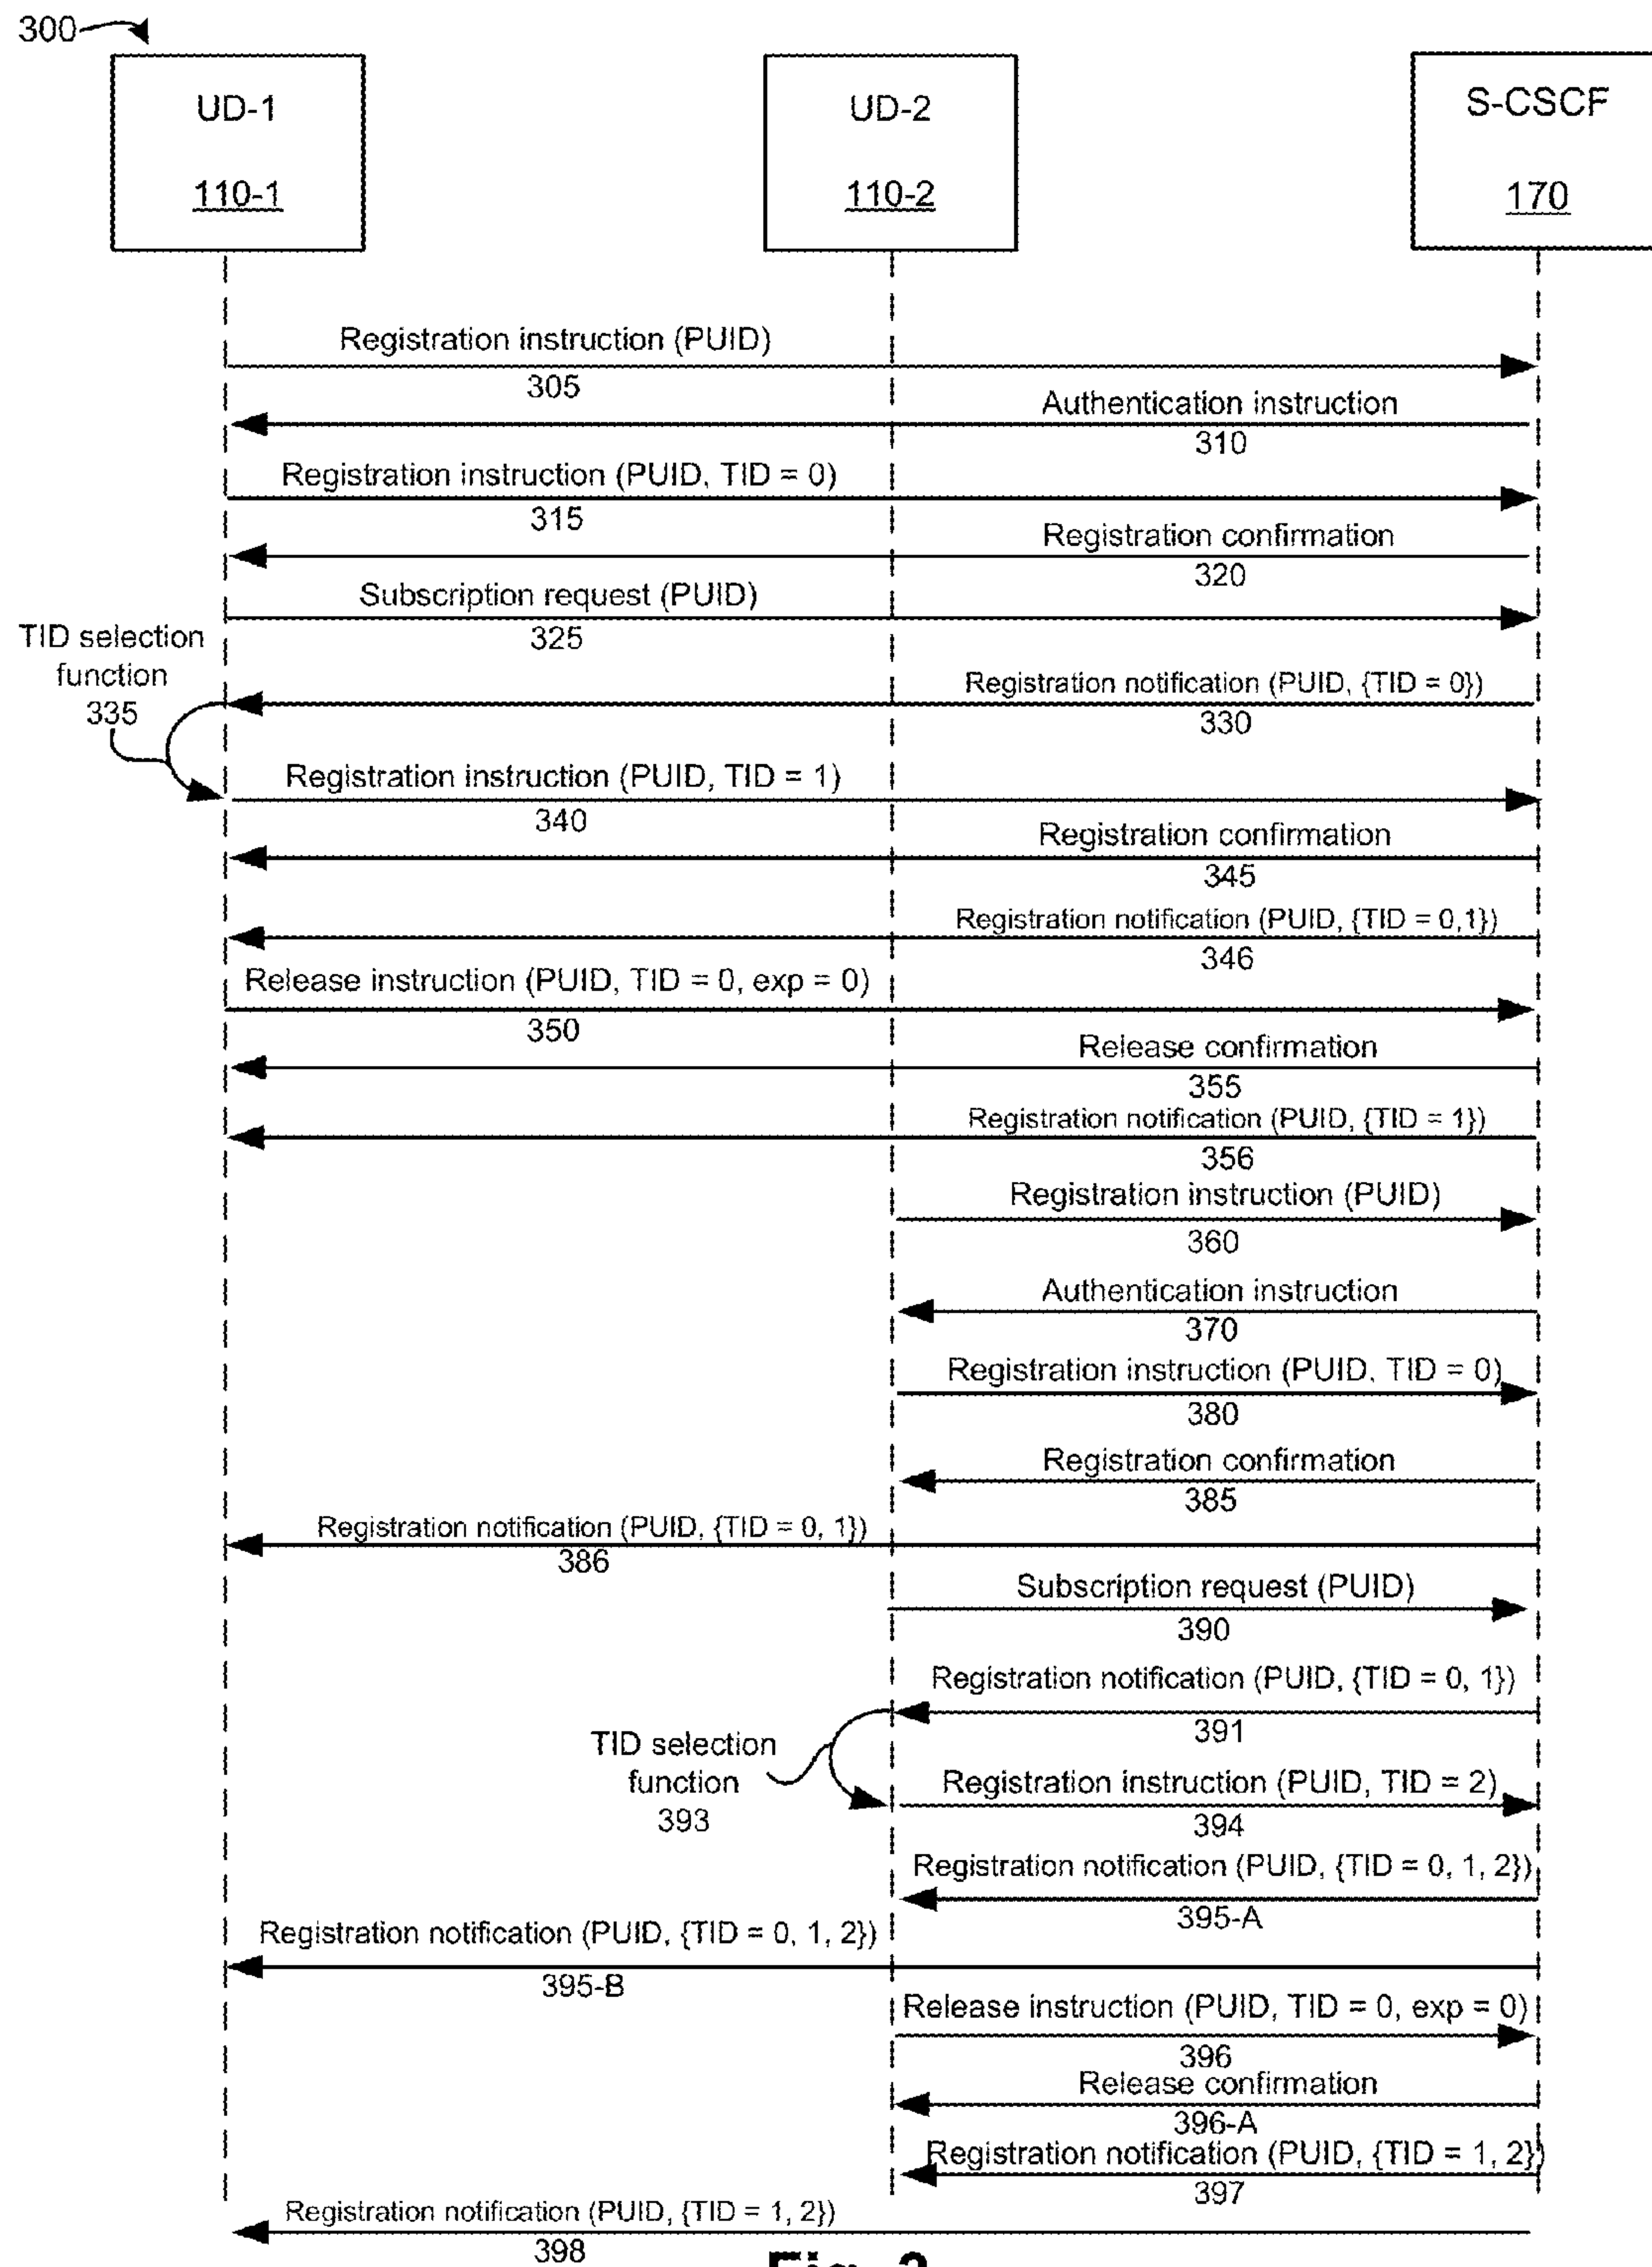 300
UD-1
110-1
UD-2
110-2
S-CSCF
170
Registration instruction (PUID)
305
Authentication instruction
310
Registration instruction (PUID, TID = 0)
315
Registration confirmation
320
Subscription request (PUID)
325
TID selection
function
335
Registration notification (PUID, {TID = 0})
330
Registration instruction (PUID, TID = 1)
340
Registration confirmation
345
Registration notification (PUID, {TID = 0,1})
346
Release instruction (PUID, TID = 0, exp = 0)
350
Release confirmation
355
Registration notification (PUID, {TID = 1})
356
Registration instruction (PUID)
360
Authentication instruction
370
Registration instruction (PUID, TID = 0)
380
Registration confirmation
385
Registration notification (PUID, {TID = 0, 1})
386
Subscription request (PUID)
390
Registration notification (PUID, {TID = 0, 1})
391
TID selection
function
393
Registration instruction (PUID, TID = 2)
394
Registration notification (PUID, {TID = 0, 1, 2})
395-A
Registration notification (PUID, {TID = 0, 1, 2})
395-B
Release instruction (PUID, TID = 0, exp = 0)
396
Release confirmation
396-A
Registration notification (PUID, {TID = 1, 2})
397
Registration notification (PUID, {TID = 1, 2})
398
Fig.